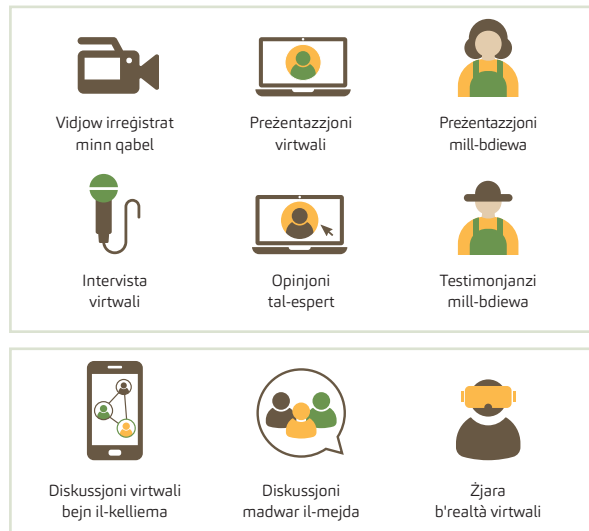 Vidjow irreġistrat
minn qabel
Preżentazzjoni
virtwali
Preżentazzjoni
mill-bdiewa
Intervista
virtwali
Opinjoni
tal-espert
Testimonjanzi
mill-bdiewa
Diskussjoni virtwali
bejn il-kelliema
Diskussjoni
madwar il-mejda
Żjara
b'realtà virtwali